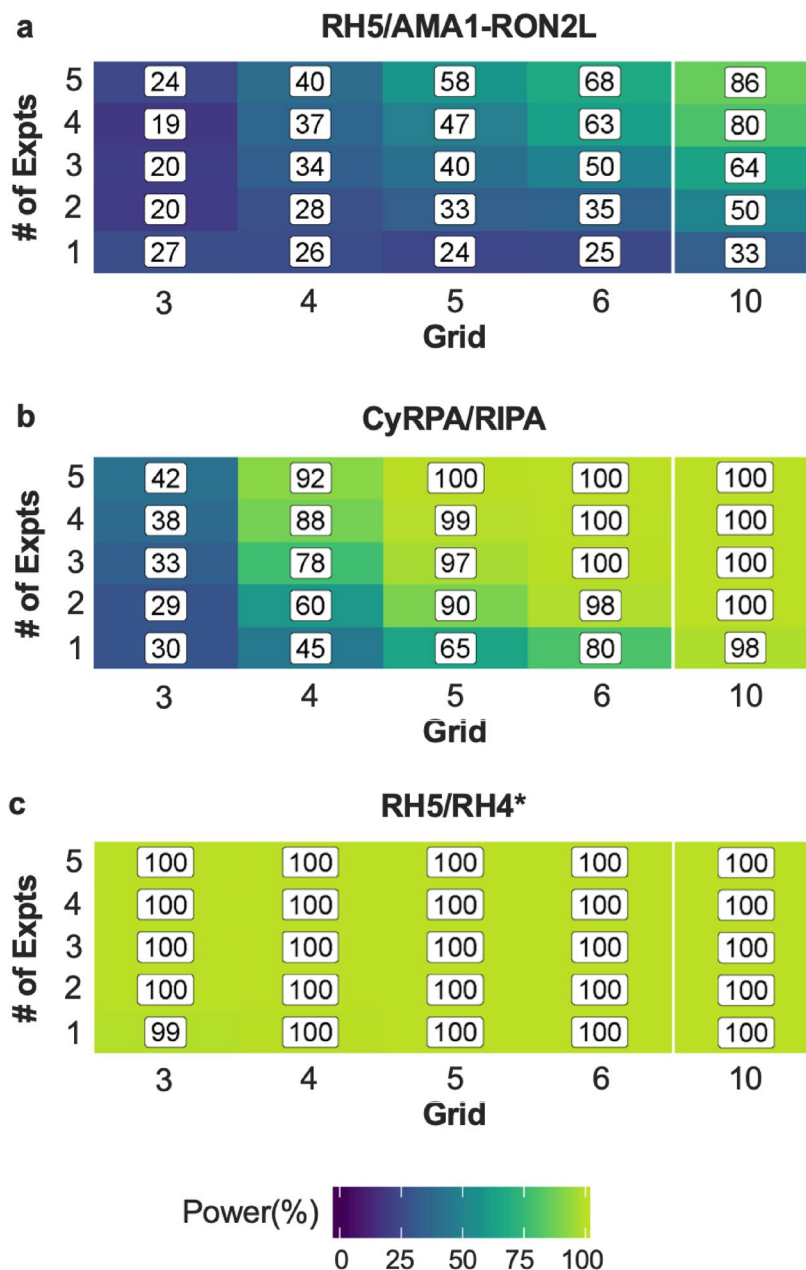 a RH5/AMA1-RON2L
# of Expts
5 24 40 58 68 86
4 19 37 47 63 80
3 20 34 40 50 64
2 20 28 33 35 50
1 27 26 24 25 33
3 4 5 6 10
Grid
b CyRPA/RIPA
# of Expts
5 42 92 100 100 100
4 38 88 99 100 100
3 33 78 97 100 100
2 29 60 90 98 100
1 30 45 65 80 98
3 4 5 6 10
Grid
c RH5/RH4*
# of Expts
5 100 100 100 100 100
4 100 100 100 100 100
3 100 100 100 100 100
2 100 100 100 100 100
1 99 100 100 100 100
3 4 5 6 10
Grid
Power(%)
0 25 50 75 100